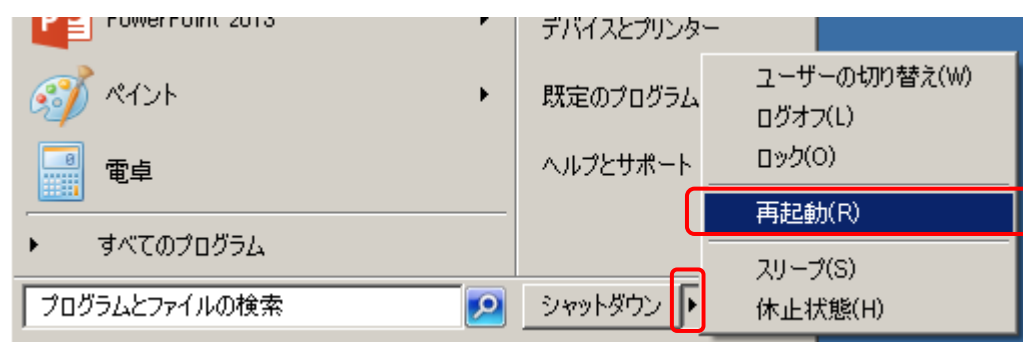 PowerPoint 2013
ペイント
電卓
すべてのプログラム
プログラムとファイルの検索
デバイスとプリンター
既定のプログラム
ヘルプとサポート
シャットダウン
ユーザーの切り替え(W)
ログオフ(L)
ロック(O)
再起動(R)
スリープ(S)
休止状態(H)